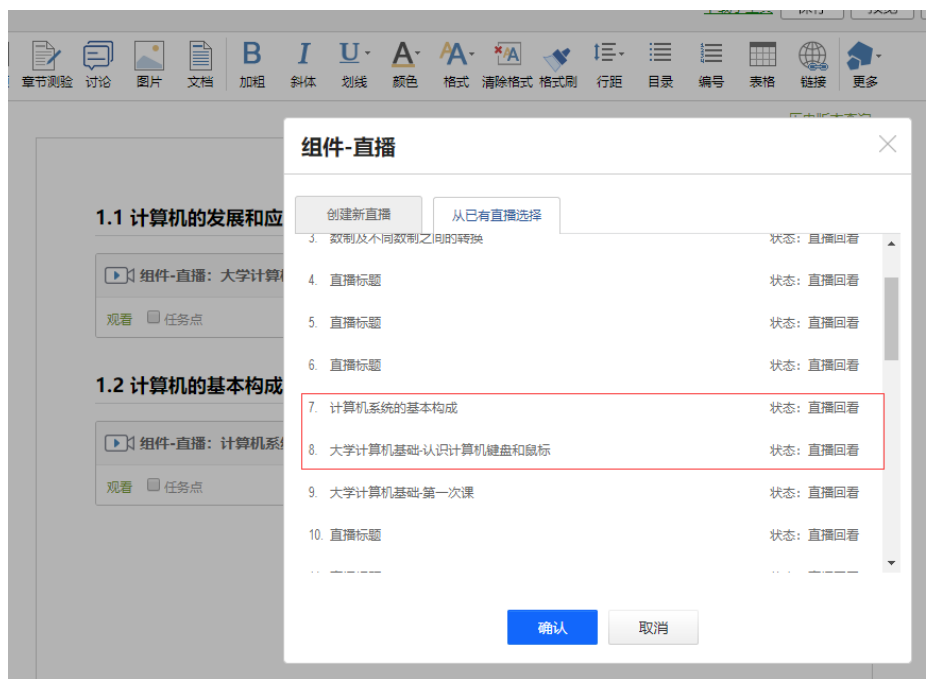 保存
预览
章节测验 讨论 图片 文档 加粗 斜体 划线 颜色 格式 清除格式 格式刷 行距 目录 编号 表格 链接 更多
历史版本查询
组件-直播
创建新直播 从已有直播选择
1.1 计算机的发展和应
3. 数制及不同数制之间的转换 状态：直播回看
组件-直播：大学计算机
4. 直播标题 状态：直播回看
观看 任务点
5. 直播标题 状态：直播回看
6. 直播标题 状态：直播回看
1.2 计算机的基本构成
7. 计算机系统的基本构成 状态：直播回看
组件-直播：计算机系
8. 大学计算机基础-认识计算机键盘和鼠标 状态：直播回看
观看 任务点
9. 大学计算机基础-第一次课 状态：直播回看
10. 直播标题 状态：直播回看
确认 取消